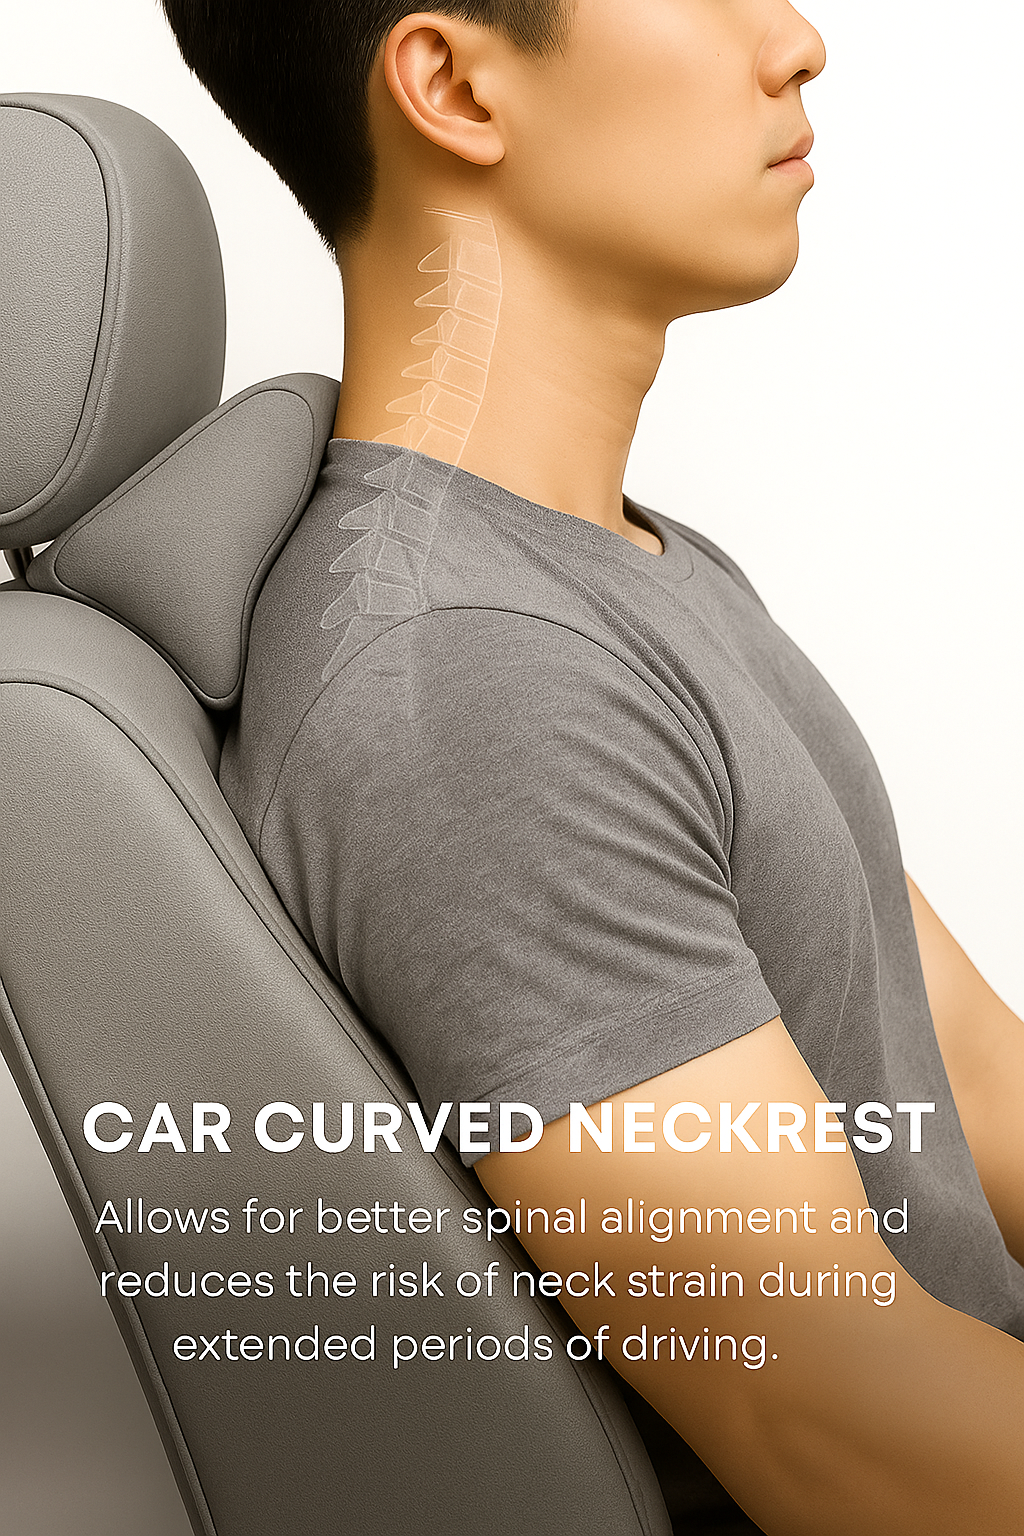 CAR CURVED NECKREST
Allows for better spinal alignment and
reduces the risk of neck strain during
extended periods of driving.